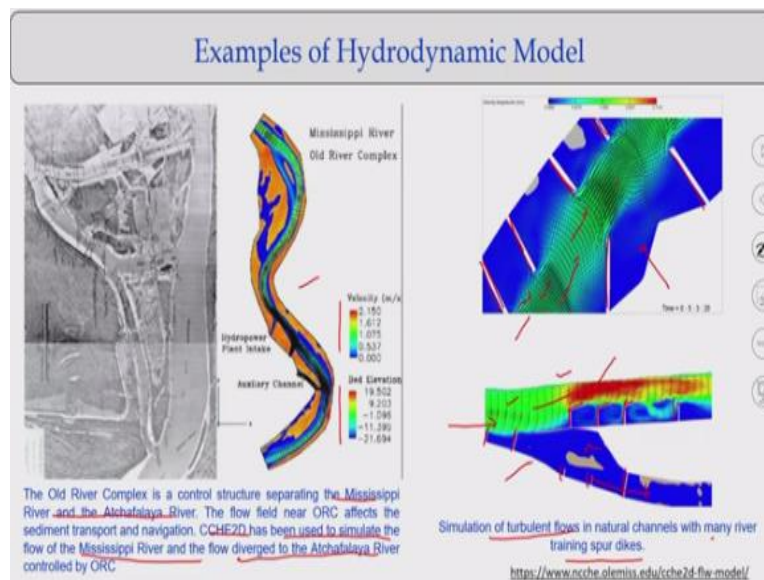 Examples of Hydrodynamic Model
Mississippi River
Old River Complex
Velocity (m/s
2.150
1.612
1.075
0.537
0.000
Hydropower
Plant Intake
Auxiliary Channel
Bed Elevation
19.502
9.203
-1.096
-11.395
-21.694
The Old River Complex is a control structure separating the Mississippi
River and the Atchafalaya River. The flow field near ORC affects the
sediment transport and navigation. CCHE2D has been used to simulate the
flow of the Mississippi River and the flow diverged to the Atchafalaya River
controlled by ORC
Simulation of turbulent flows in natural channels with many river
training spur dikes.
https://www.ncche.olemiss.edu/cche2d-flw-model/